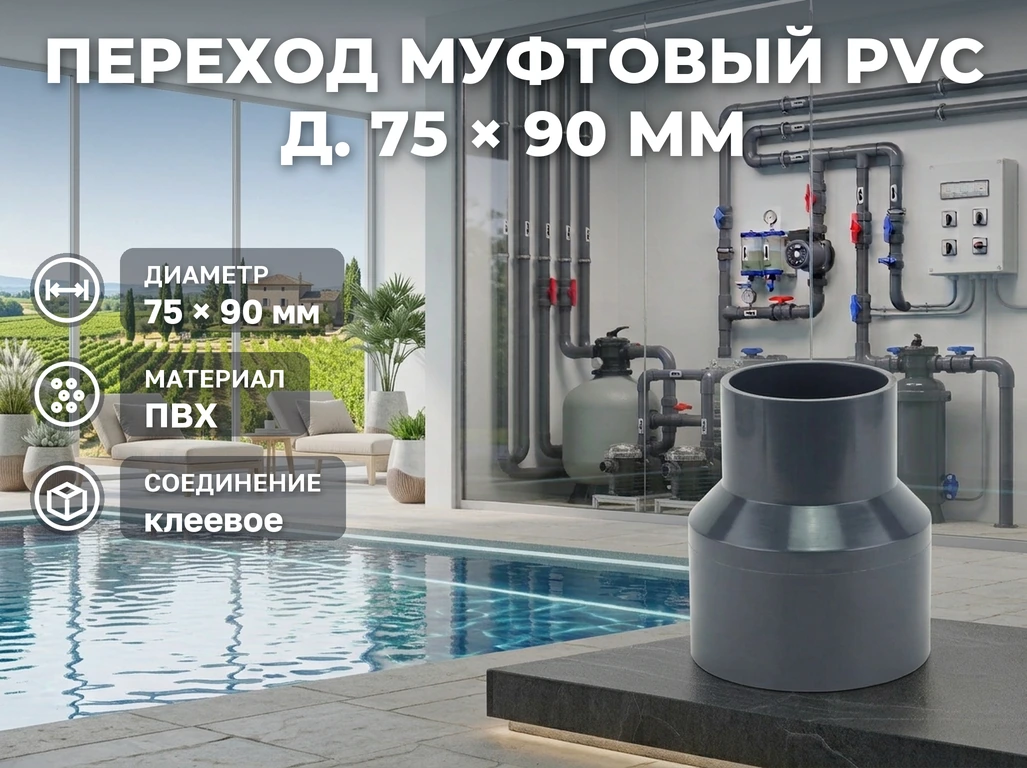 ПЕРЕХОД МУФТОВЫЙ PVC
Д. 75 × 90 ММ
ДИАМЕТР
75 × 90 мм
МАТЕРИАЛ
ПВХ
СОЕДИНЕНИЕ
клеевое